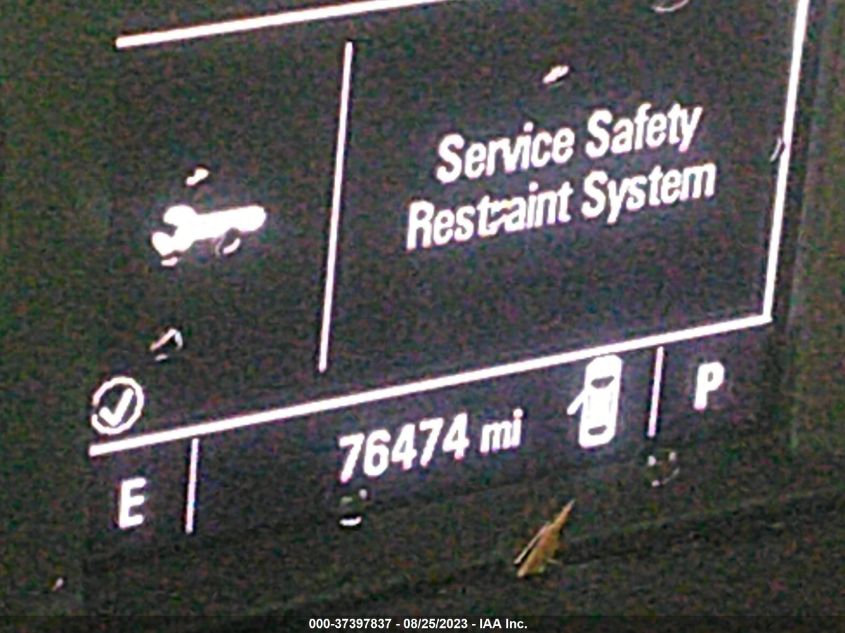 Service Safety
Restraint System
76474 mi
P
E
000-37397837 - 08/25/2023 - IAA Inc.